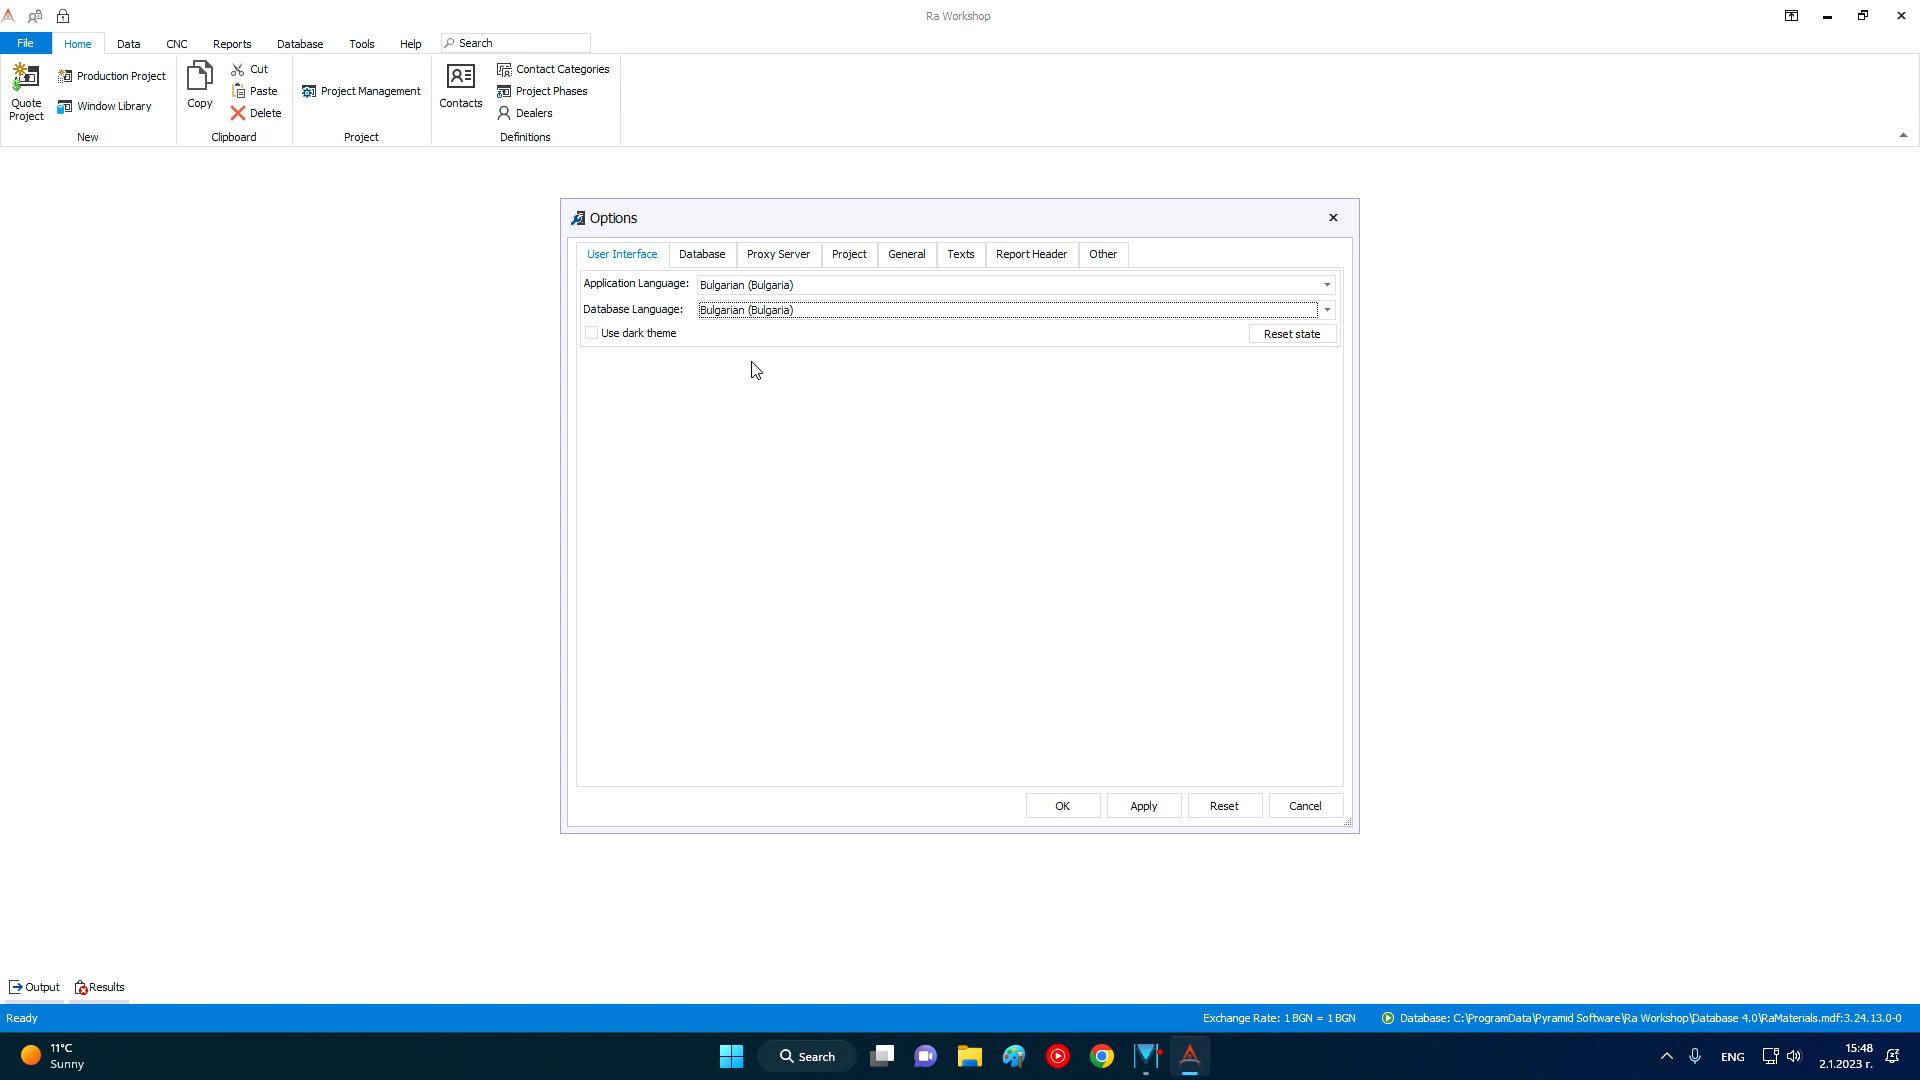 Ra Workshop
File Home Data CNC Reports Database Tools Help Search
Quote Project
Production Project
Window Library
New
Copy
Cut
Paste
Delete
Clipboard
Project Management
Project
Contacts
Contact Categories
Project Phases
Dealers
Definitions
Options
User Interface Database Proxy Server Project General Texts Report Header Other
Application Language: Bulgarian (Bulgaria)
Database Language: Bulgarian (Bulgaria)
Use dark theme Reset state
OK Apply Reset Cancel
Output Results
Ready Exchange Rate: 1 BGN = 1 BGN Database: C:\ProgramData\Pyramid Software\Ra Workshop\Database 4.0\RaMaterials.mdf:3.24.13.0-0
11°C
Sunny
Search
ENG
15:48
2.1.2023 г.